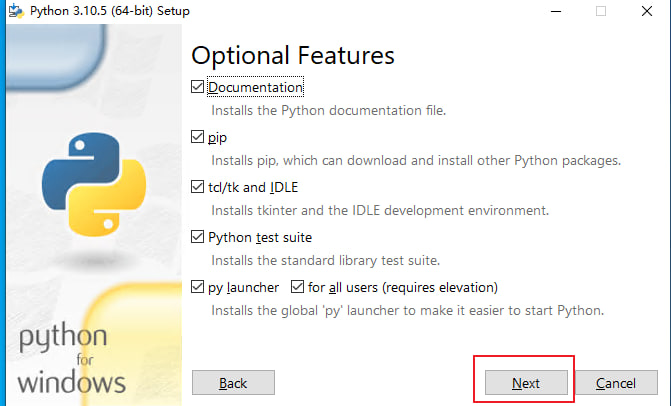 Python 3.10.5 (64-bit) Setup
Optional Features
Documentation
Installs the Python documentation file.
pip
Installs pip, which can download and install other Python packages.
tcl/tk and IDLE
Installs tkinter and the IDLE development environment.
Python test suite
Installs the standard library test suite.
py launcher for all users (requires elevation)
Installs the global 'py' launcher to make it easier to start Python.
python
for
windows
Back Next Cancel